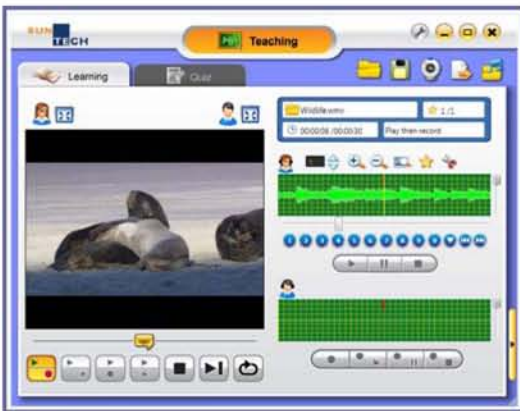 SUN
TECH
Teaching
Learning
Quiz
Wildlife.wmv
1 /1
00:00:08 /00:00:30
Play then record